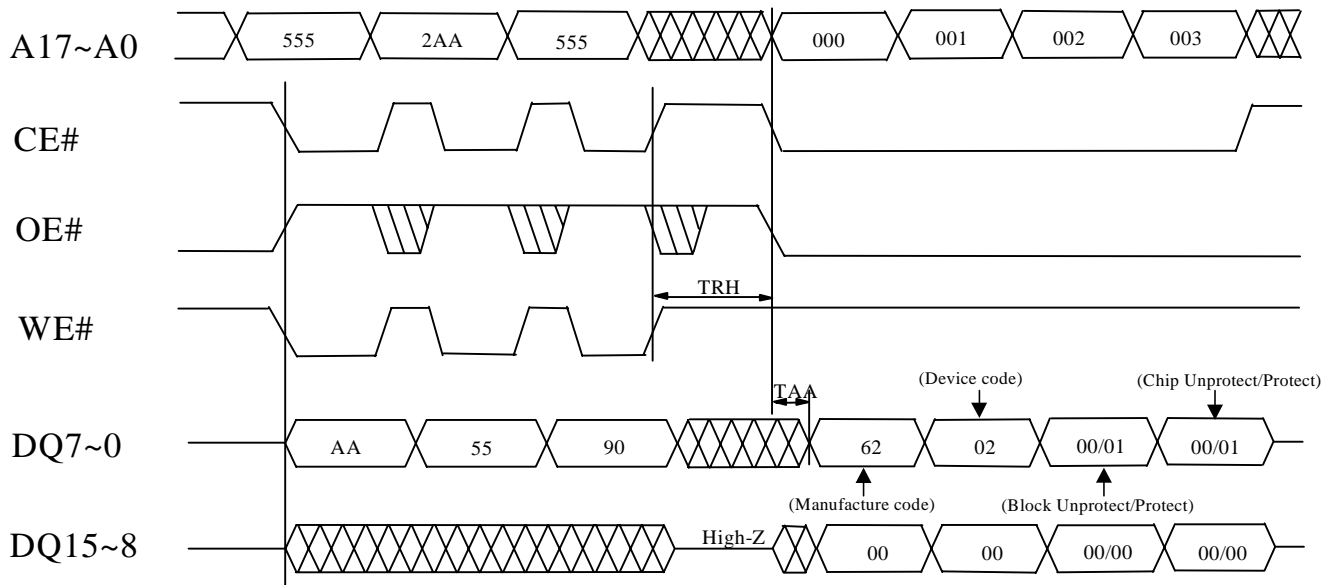 A17~A0 555 2AA 555 000 001 002 003
CE#
OE#
TRH
WE#
(Device code) (Chip Unprotect/Protect)
TAA
DQ7~0 AA 55 90 62 02 00/01 00/01
(Manufacture code) (Block Unprotect/Protect)
DQ15~8 High-Z 00 00 00/00 00/00